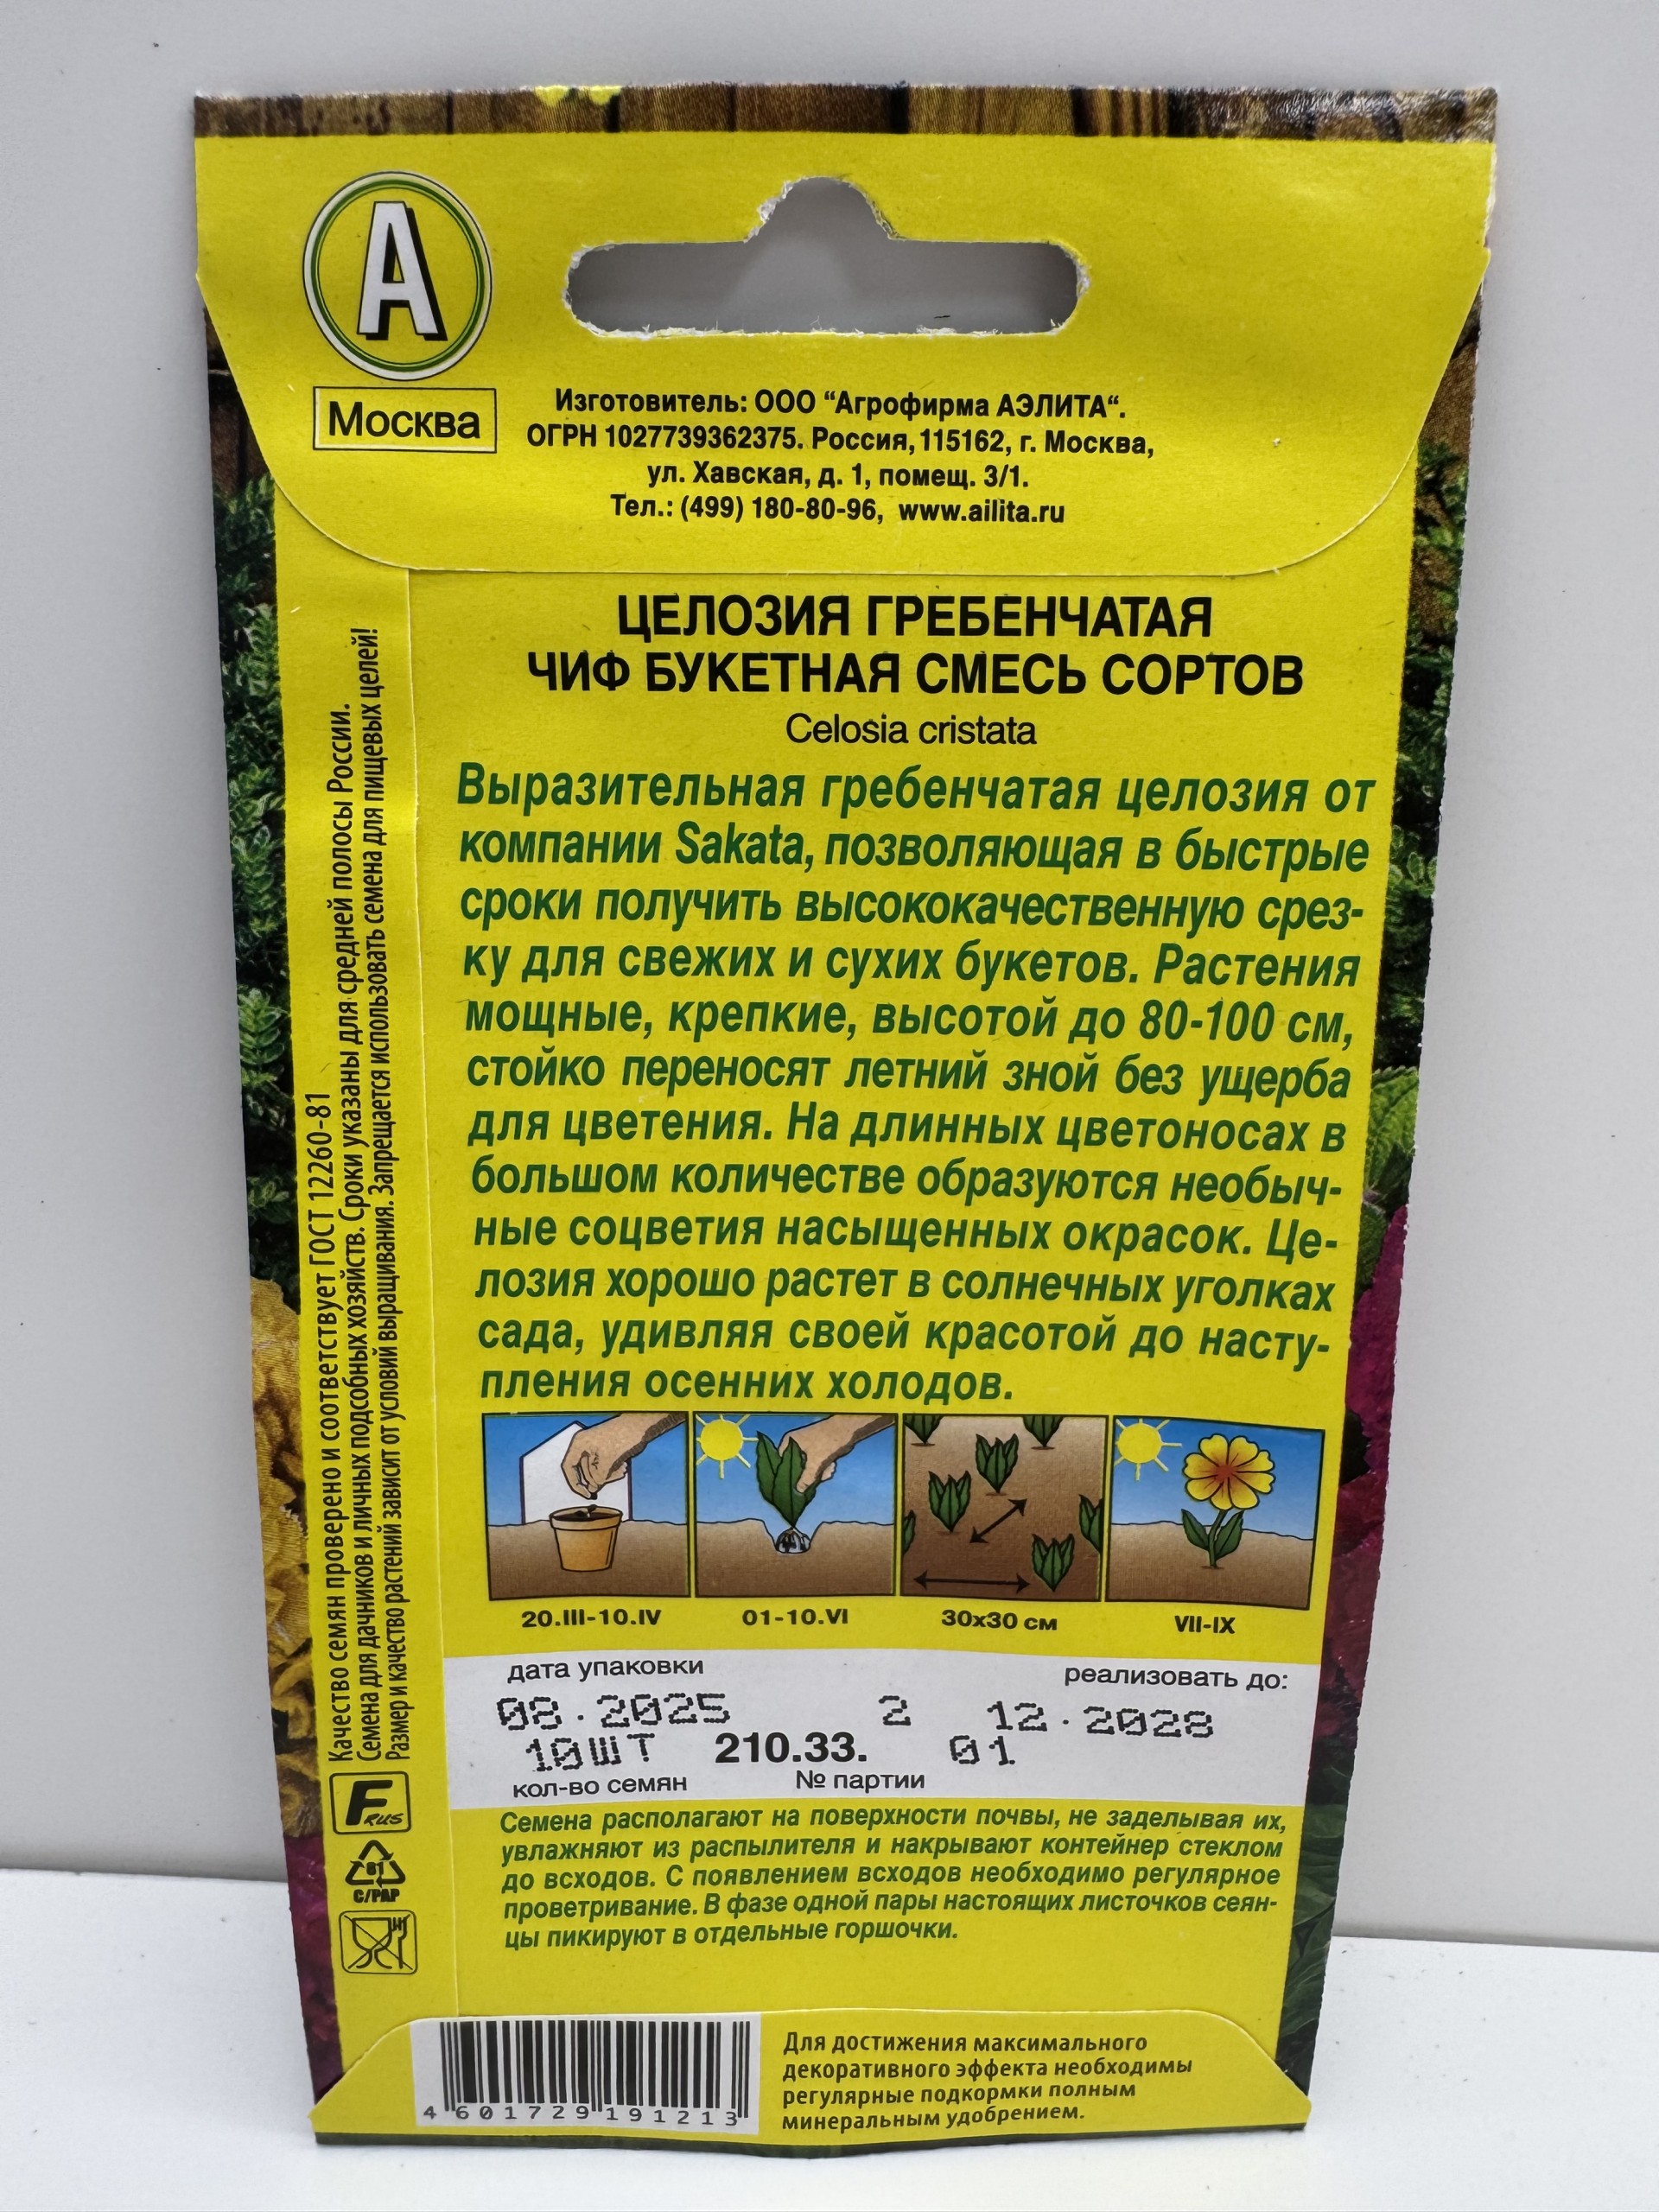 А
Москва
Изготовитель: ООО “Агрофирма АЭЛИТА“.
ОГРН 1027739362375. Россия, 115162, г. Москва,
ул. Хавская, д. 1, помещ. 3/1.
Тел.: (499) 180-80-96, www.ailita.ru
ЦЕЛОЗИЯ ГРЕБЕНЧАТАЯ
ЧИФ БУКЕТНАЯ СМЕСЬ СОРТОВ
Celosia cristata
Выразительная гребенчатая целозия от
компании Sakata, позволяющая в быстрые
сроки получить высококачественную срез-
ку для свежих и сухих букетов. Растения
мощные, крепкие, высотой до 80-100 см,
стойко переносят летний зной без ущерба
для цветения. На длинных цветоносах в
большом количестве образуются необыч-
ные соцветия насыщенных окрасок. Це-
лозия хорошо растет в солнечных уголках
сада, удивляя своей красотой до насту-
пления осенних холодов.
20.III-10.IV
01-10.VI
30х30 см
VII-IX
дата упаковки
реализовать до:
08.2025 2 12.2028
10ШТ 210.33. 01
кол-во семян
№ партии
Семена располагают на поверхности почвы, не заделывая их,
увлажняют из распылителя и накрывают контейнер стеклом
до всходов. С появлением всходов необходимо регулярное
проветривание. В фазе одной пары настоящих листочков сеян-
цы пикируют в отдельные горшочки.
Для достижения максимального
декоративного эффекта необходимы
регулярные подкормки полным
минеральным удобрением.
4 601729 191213
Качество семян проверено и соответствует ГОСТ 12260-81
Семена для дачников и личных подсобных хозяйств. Сроки указаны для средней полосы России.
Размер и качество растений зависит от условий выращивания. Запрещается использовать семена для пищевых целей!
F RUS
81
C/PAP